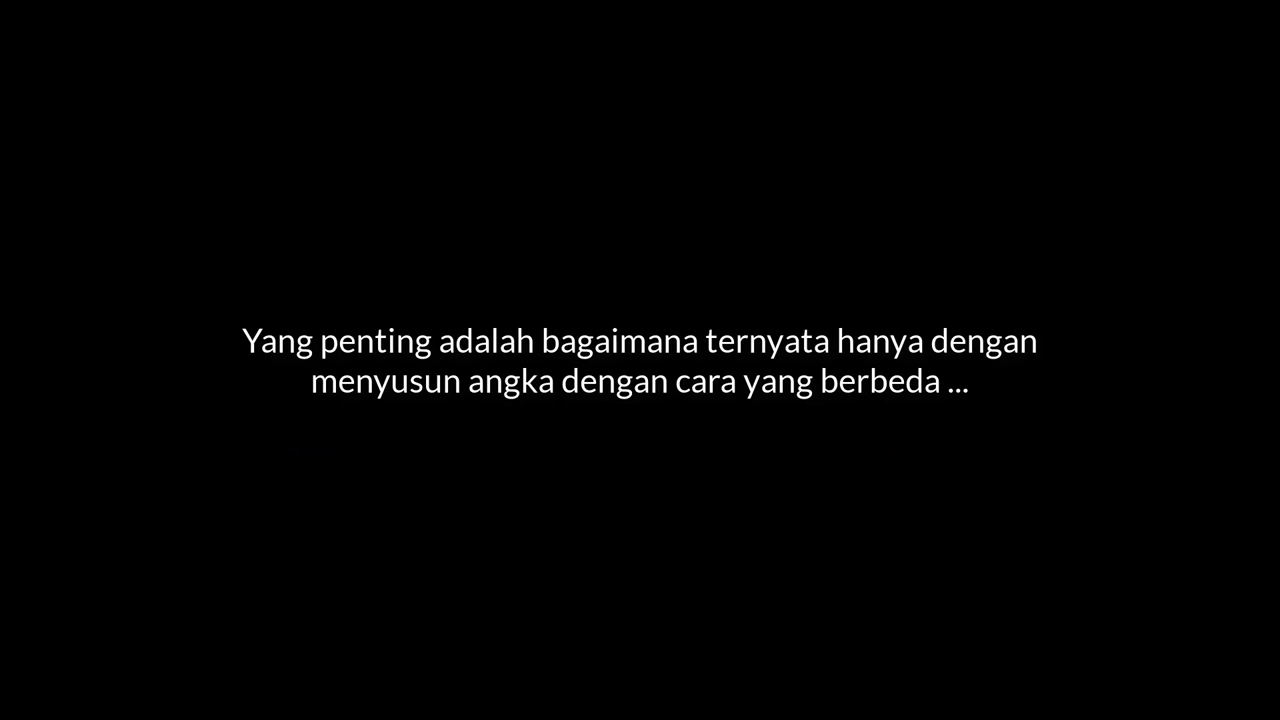 Yang penting adalah bagaimana ternyata hanya dengan
menyusun angka dengan cara yang berbeda ...